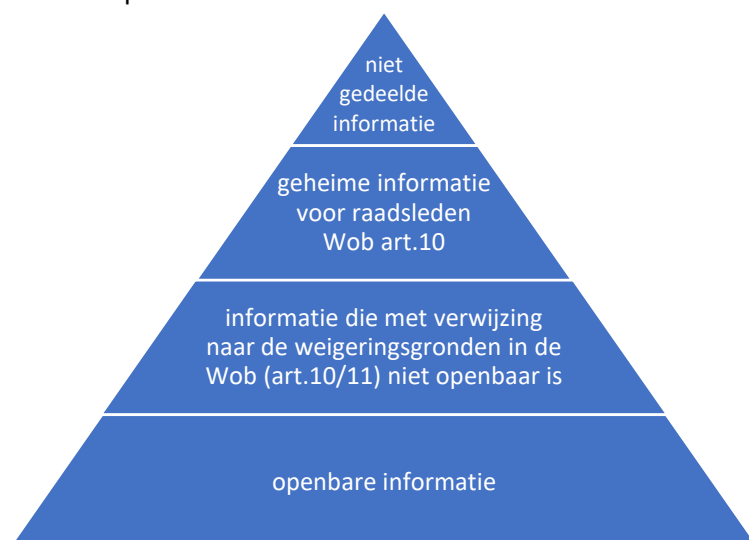 niet
gedeelde
informatie
geheime informatie
voor raadsleden
Wob art.10
informatie die met verwijzing
naar de weigeringsgronden in de
Wob (art.10/11) niet openbaar is
openbare informatie